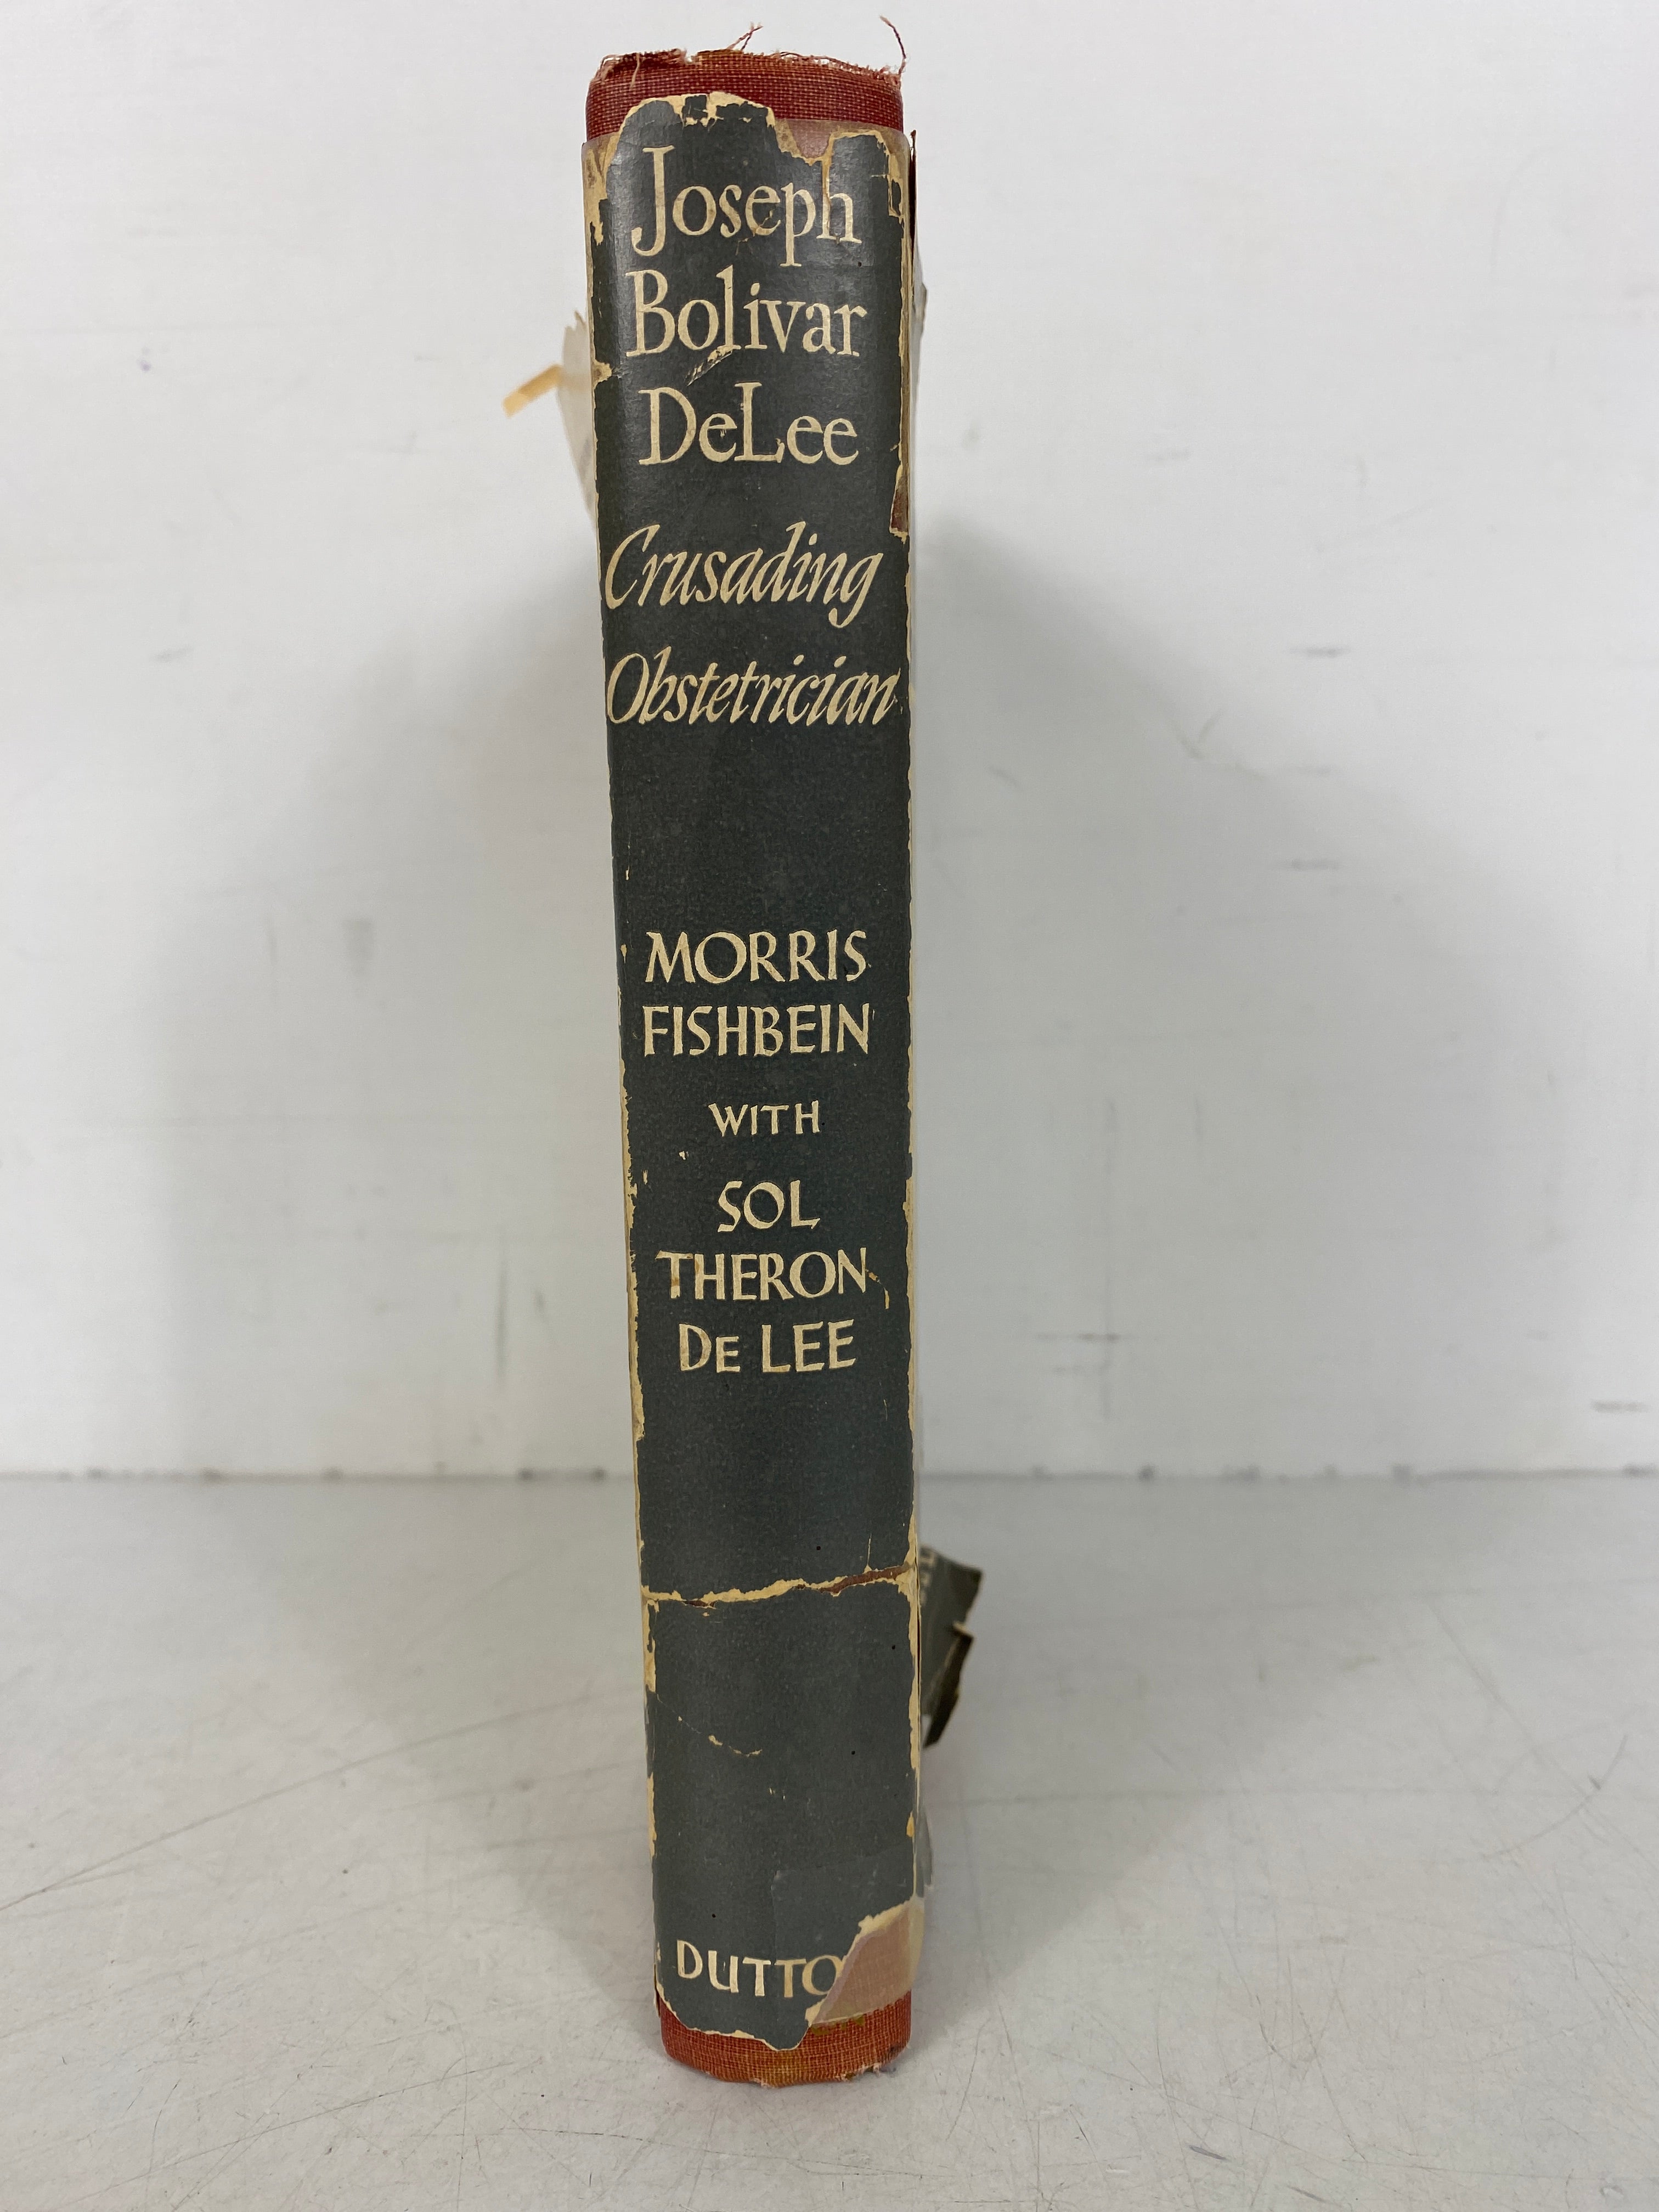 Joseph
Bolivar
DeLee
Crusading
Obstetrician
MORRIS
FISHBEIN
WITH
SOL
THERON
DE LEE
DUTTO